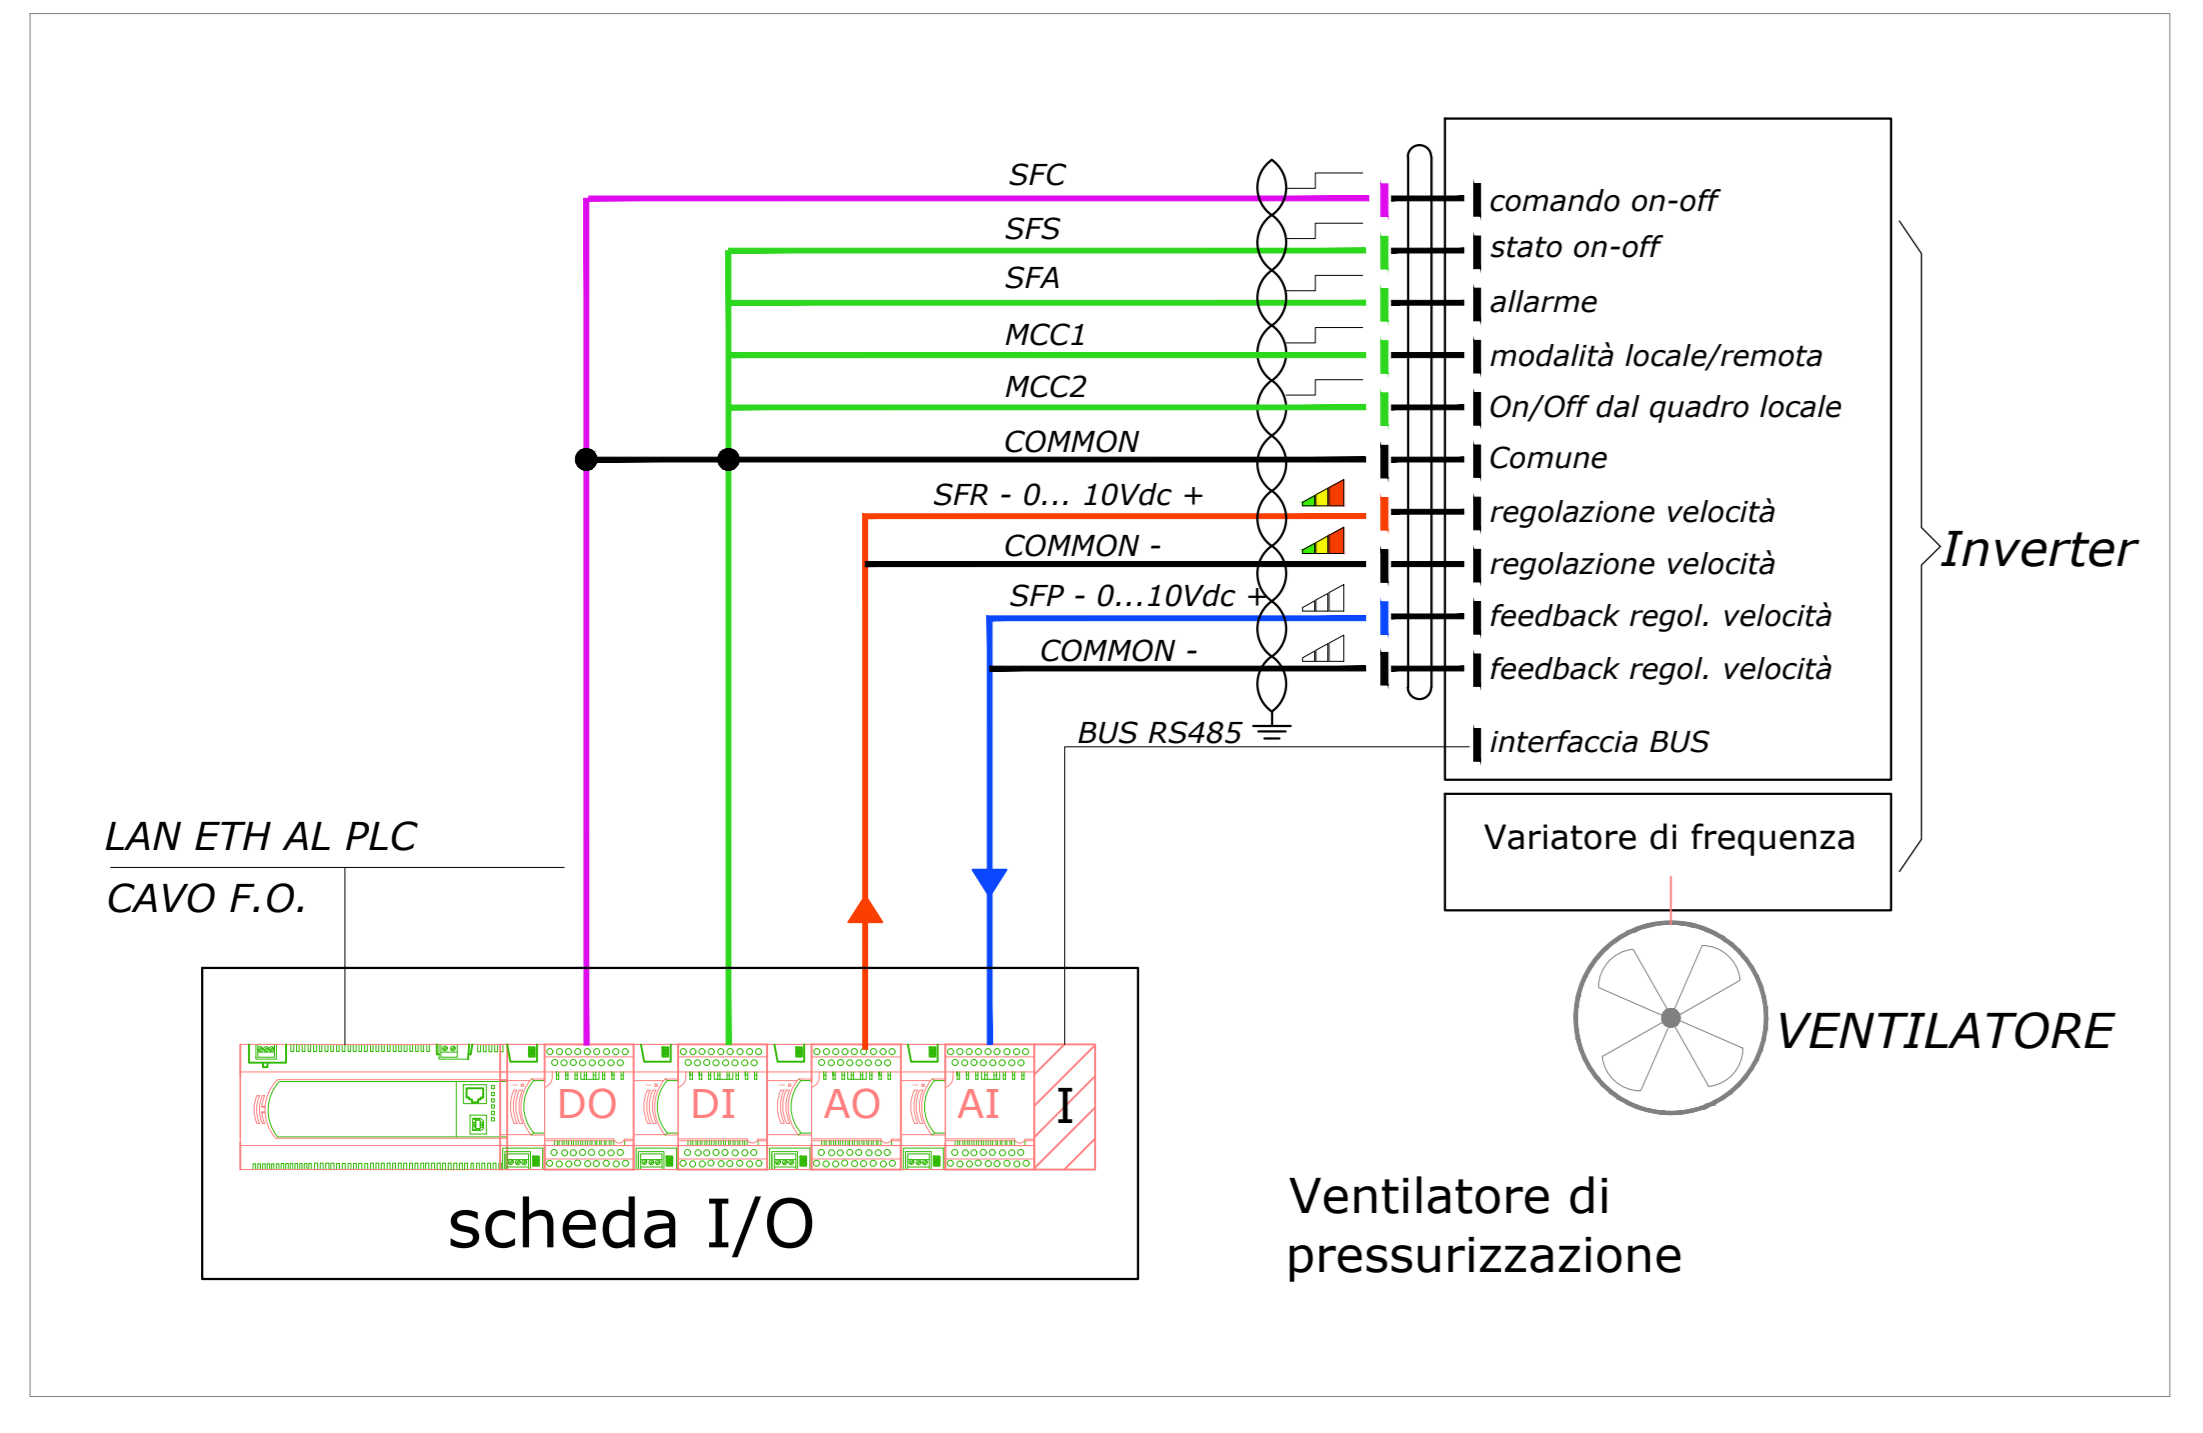 SFC
comando on-off
SFS
stato on-off
SFA
allarme
MCC1
modalità locale/remota
MCC2
On/Off dal quadro locale
COMMON
Comune
SFR - 0... 10Vdc +
regolazione velocità
COMMON -
regolazione velocità
SFP - 0...10Vdc +
feedback regol. velocità
COMMON -
feedback regol. velocità
BUS RS485
interfaccia BUS
Inverter
LAN ETH AL PLC
CAVO F.O.
Variatore di frequenza
VENTILATORE
DO
DI
AO
AI
I
scheda I/O
Ventilatore di
pressurizzazione